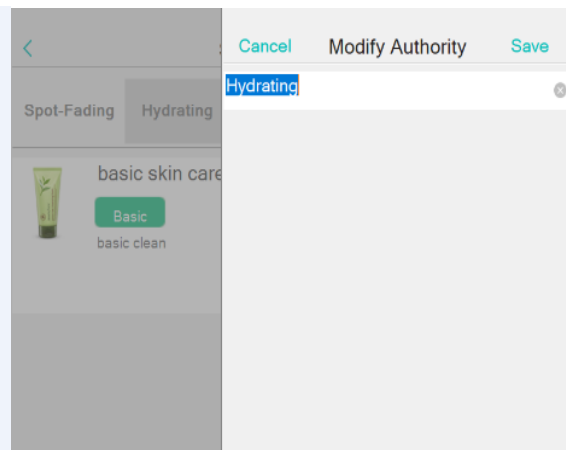 Cancel Modify Authority Save
Hydrating
Spot-Fading Hydrating
basic skin care
Basic
basic clean